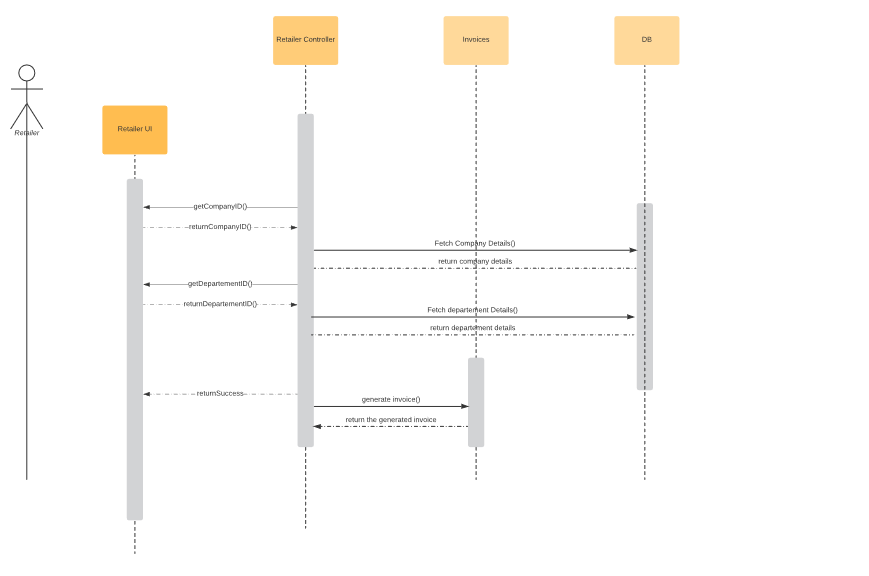 Retailer Controller
Invoices
DB
Retailer
Retailer UI
getCompanyID()
returnCompanyID()
Fetch Company Details()
return company details
getDepartementID()
returnDepartementID()
Fetch departement Details()
return departement details
returnSuccess
generate invoice()
return the generated invoice